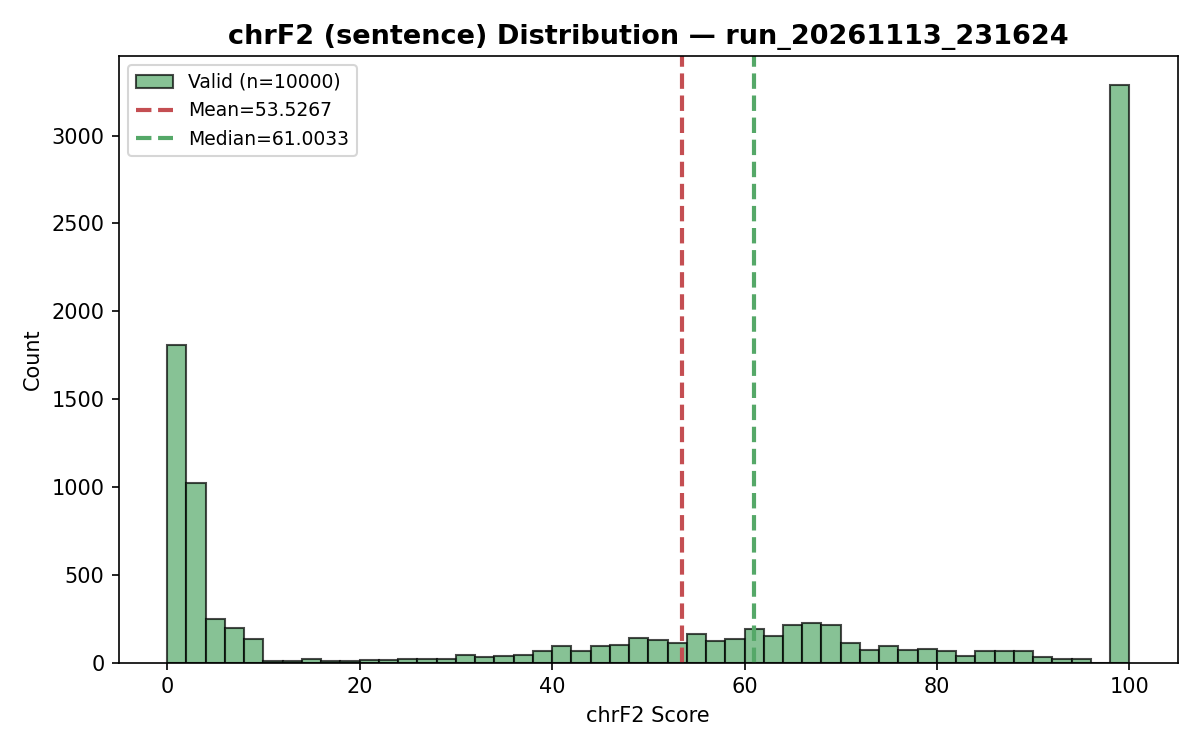 chrF2 (sentence) Distribution — run_20261113_231624
Valid (n=10000)
Mean=53.5267
Median=61.0033
Count
3000
2500
2000
1500
1000
500
0
0 20 40 60 80 100
chrF2 Score